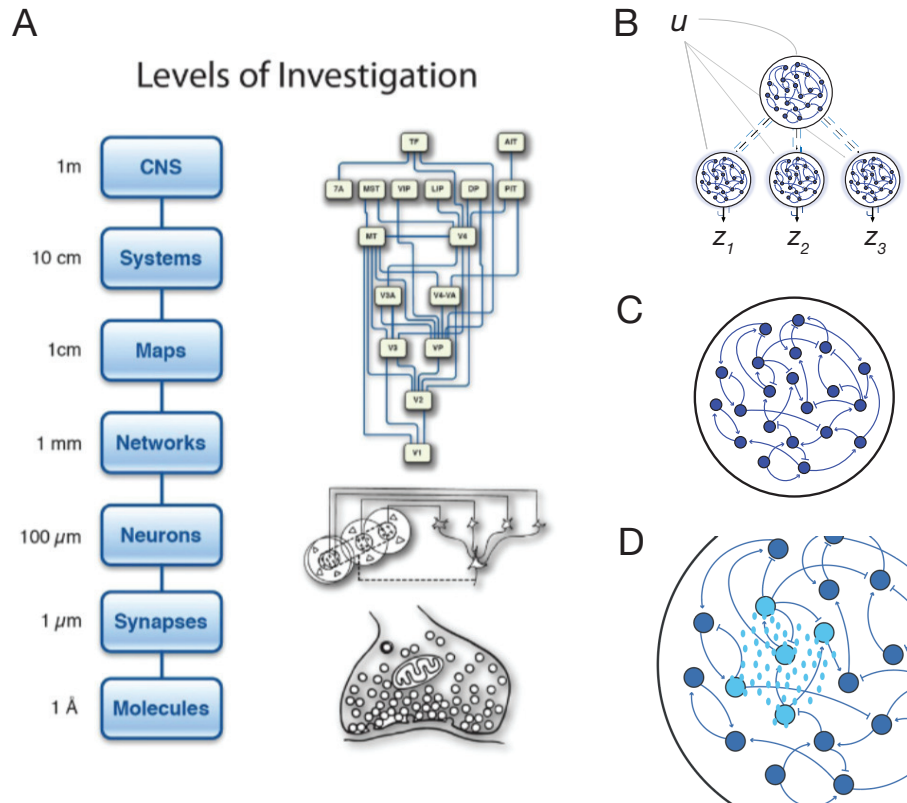 A
Levels of Investigation
1m
CNS
10 cm
Systems
1cm
Maps
1 mm
Networks
100 µm
Neurons
1 µm
Synapses
1 Å
Molecules
TF
AIT
7A
MST
VIP
LIP
DP
PIT
MT
V4
V3A
V4-VA
V3
VP
V2
V1
B
u
z1
z2
z3
C
D